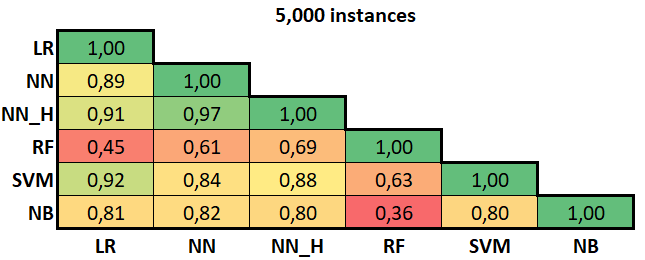 5,000 instances
LR 1,00
NN 0,89 1,00
NN_H 0,91 0,97 1,00
RF 0,45 0,61 0,69 1,00
SVM 0,92 0,84 0,88 0,63 1,00
NB 0,81 0,82 0,80 0,36 0,80 1,00
LR NN NN_H RF SVM NB